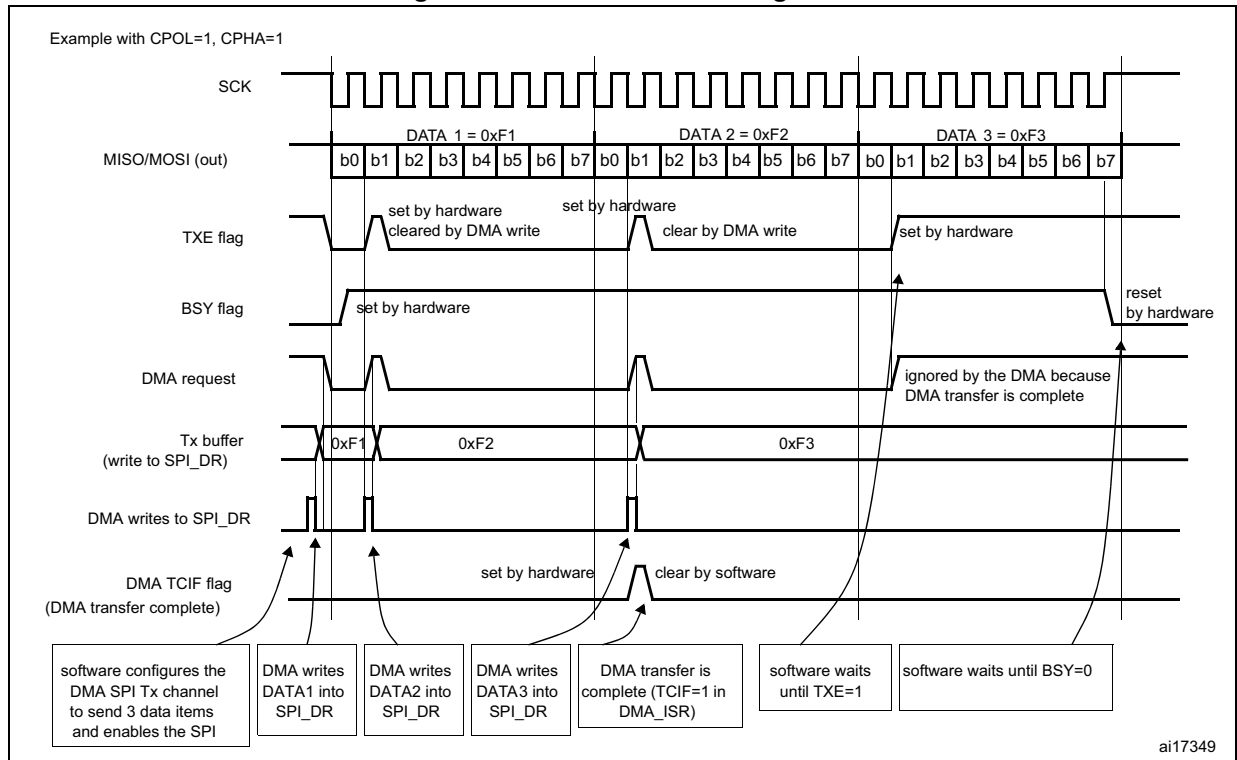 Example with CPOL=1, CPHA=1
SCK
DATA 1 = 0xF1
DATA 2 = 0xF2
DATA 3 = 0xF3
MISO/MOSI (out)
b0 b1 b2 b3 b4 b5 b6 b7 b0 b1 b2 b3 b4 b5 b6 b7 b0 b1 b2 b3 b4 b5 b6 b7
TXE flag
set by hardware
cleared by DMA write
set by hardware
clear by DMA write
set by hardware
BSY flag
set by hardware
reset
by hardware
DMA request
ignored by the DMA because
DMA transfer is complete
Tx buffer
(write to SPI_DR)
0xF1
0xF2
0xF3
DMA writes to SPI_DR
DMA TCIF flag
(DMA transfer complete)
set by hardware
clear by software
software configures the
DMA SPI Tx channel
to send 3 data items
and enables the SPI
DMA writes
DATA1 into
SPI_DR
DMA writes
DATA2 into
SPI_DR
DMA writes
DATA3 into
SPI_DR
DMA transfer is
complete (TCIF=1 in
DMA_ISR)
software waits
until TXE=1
software waits until BSY=0
ai17349